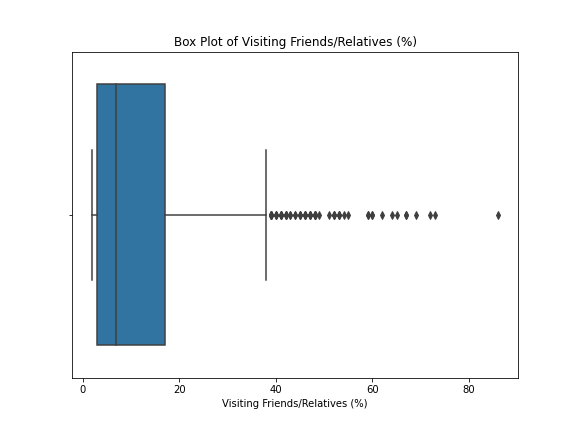 Box Plot of Visiting Friends/Relatives (%)
0 20 40 60 80
Visiting Friends/Relatives (%)